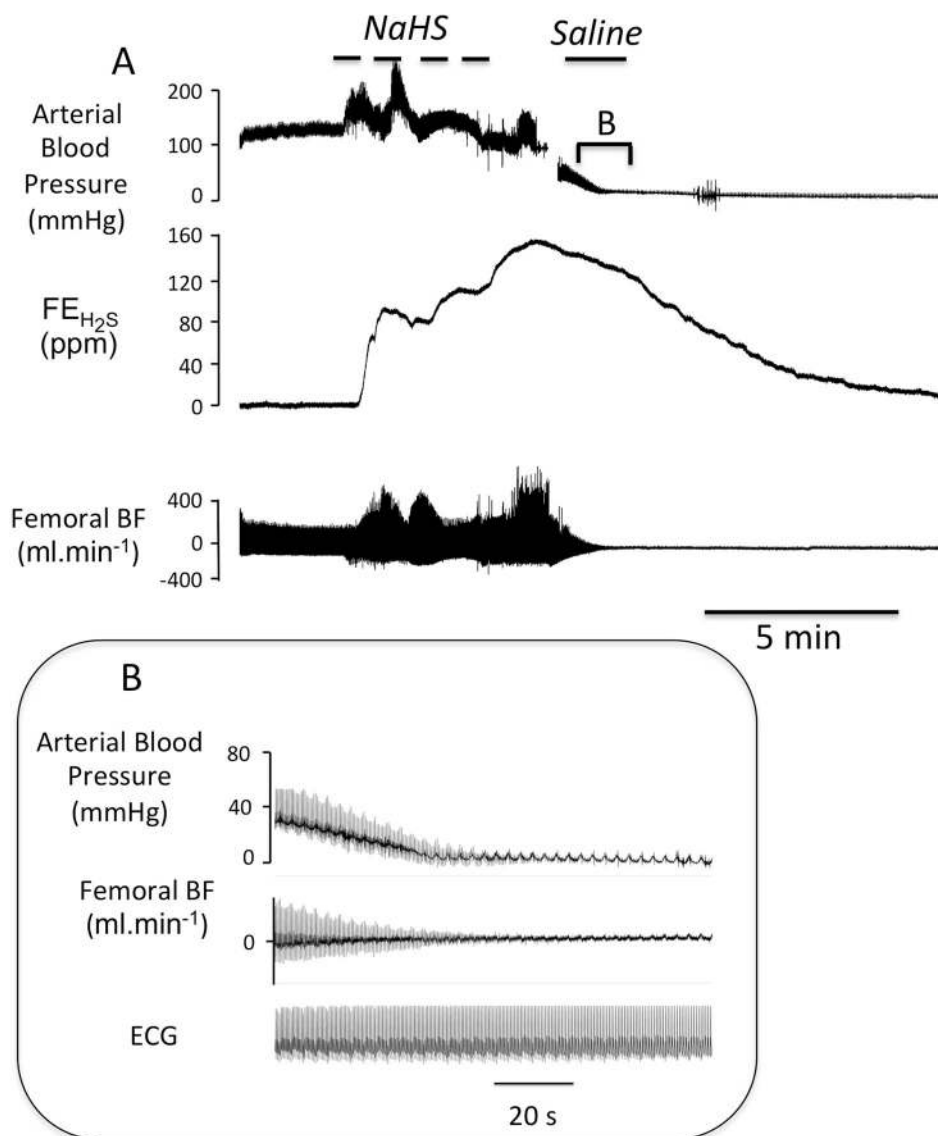 NaHS Saline
A
Arterial
Blood
Pressure
(mmHg)
200
100
0
B
FE_{H_2S}
(ppm)
160
120
80
40
0
Femoral BF
(ml.min⁻¹)
400
0
-400
5 min
B
Arterial Blood
Pressure
(mmHg)
80
40
0
Femoral BF
(ml.min⁻¹)
0
ECG
20 s